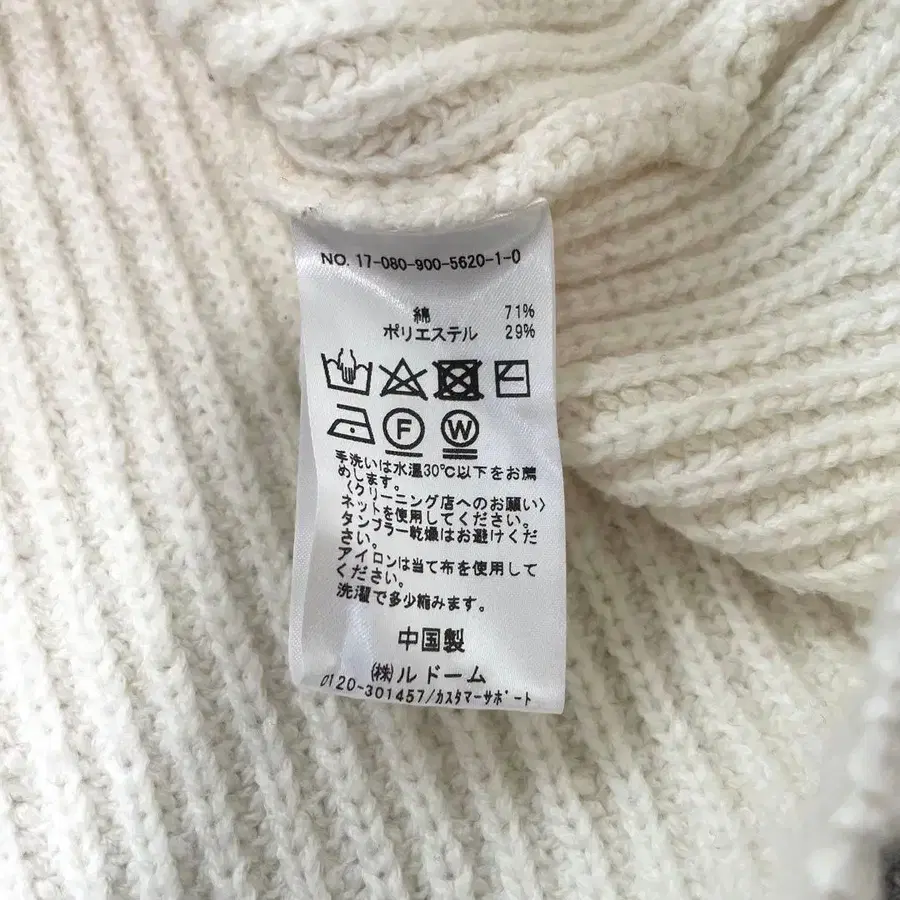 NO. 17-080-900-5620-1-0
綿 71%
ポリエステル 29%
F W
手洗いは水温30℃以下をお薦
めします。
〈クリーニング店へのお願い〉
ネットを使用してください。
タンブラー乾燥はお避けくだ
さい。
アイロンは当て布を使用して
ください。
洗濯で多少縮みます。
中国製
㈱ルドーム
0120-301457/カスタマーサポート